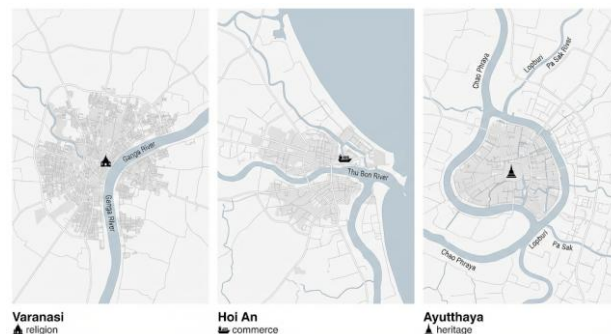 Ganga River
Ganga River
Varanasi
religion
Thu Bon River
Hoi An
commerce
Chao Phraya
Lopburi
Pa Sak River
Chao Phraya
Lopburi
Pa Sak
Ayutthaya
heritage